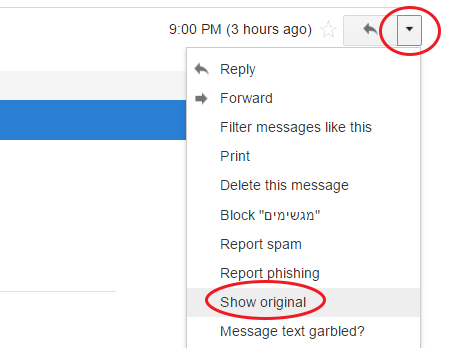 9:00 PM (3 hours ago)
Reply
Forward
Filter messages like this
Print
Delete this message
Block "מגשימים"
Report spam
Report phishing
Show original
Message text garbled?